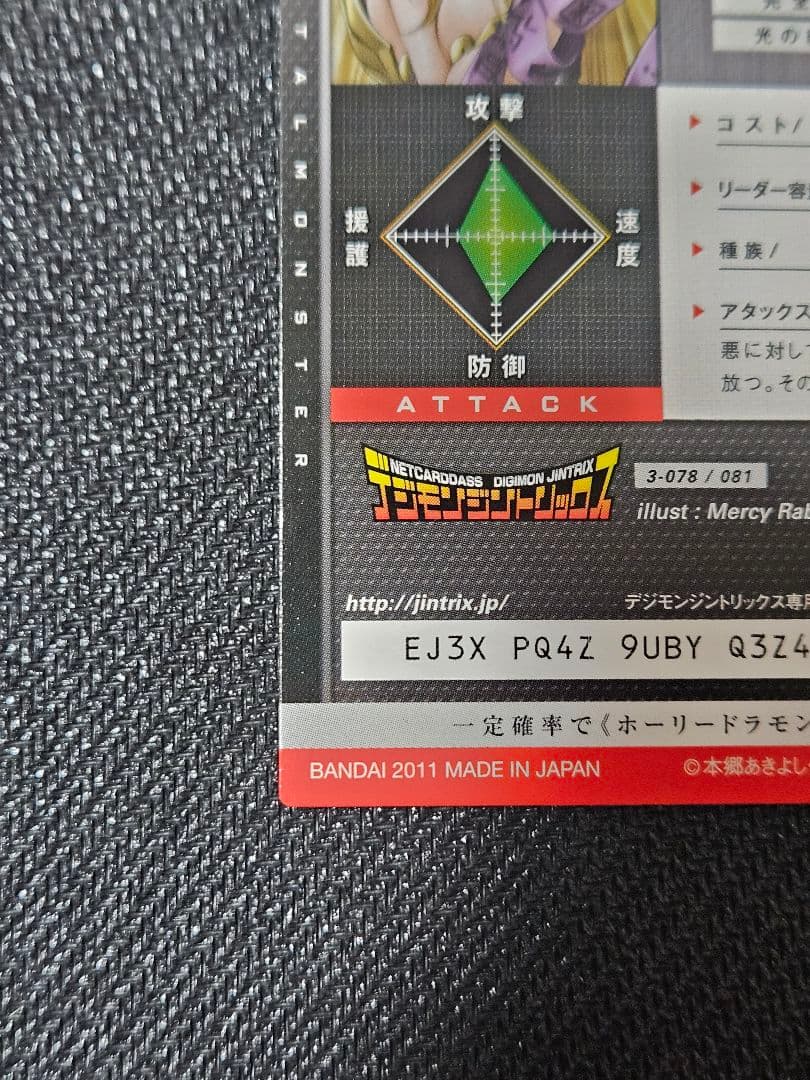 TALMONSTER
光の
攻撃
援護
速度
防御
ATTACK
コスト/
リーダー容
種族/
アタックス
悪に対して
放つ。その
NETCARDDASS DIGIMON JINTRIX
デジモンジントリックス
3-078 / 081
illust : Mercy Rab
http://jintrix.jp/
デジモンジントリックス専用
EJ3X PQ4Z 9UBY Q3Z4
一定確率で《ホーリードラモン
BANDAI 2011 MADE IN JAPAN
©本郷あきよし